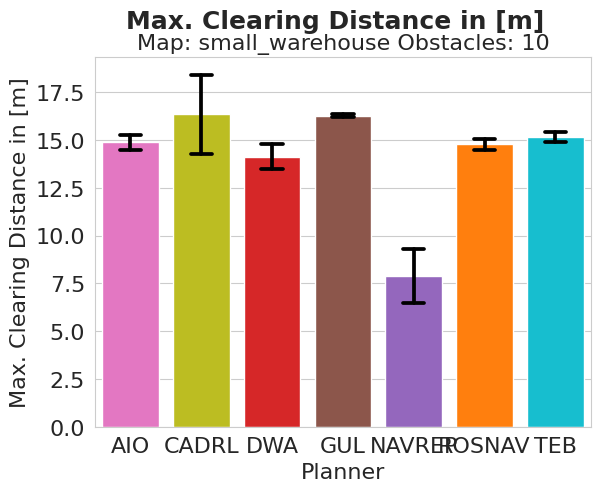 Max. Clearing Distance in [m]
Map: small_warehouse Obstacles: 10
Max. Clearing Distance in [m]
17.5
15.0
12.5
10.0
7.5
5.0
2.5
0.0
AIO CADRL DWA GUL NAVREP ROSNAV TEB
Planner